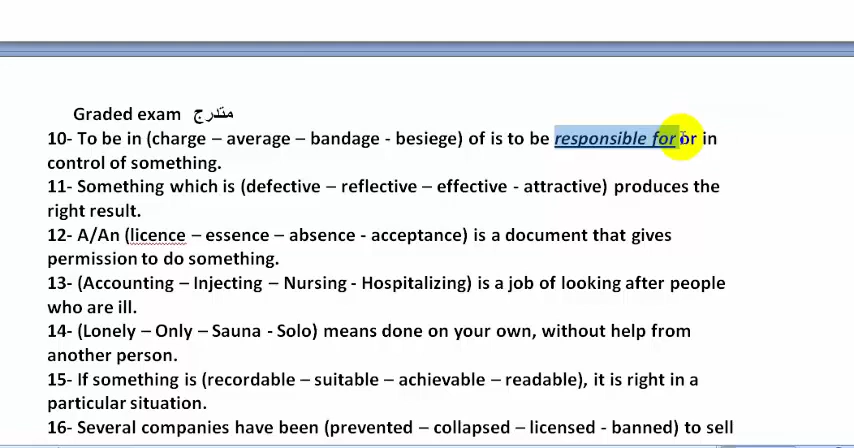 Graded exam متدرج
10- To be in (charge – average – bandage - besiege) of is to be responsible for or in
control of something.
11- Something which is (defective – reflective – effective - attractive) produces the
right result.
12- A/An (licence – essence – absence - acceptance) is a document that gives
permission to do something.
13- (Accounting – Injecting – Nursing - Hospitalizing) is a job of looking after people
who are ill.
14- (Lonely – Only – Sauna - Solo) means done on your own, without help from
another person.
15- If something is (recordable – suitable – achievable – readable), it is right in a
particular situation.
16- Several companies have been (prevented – collapsed – licensed - banned) to sell